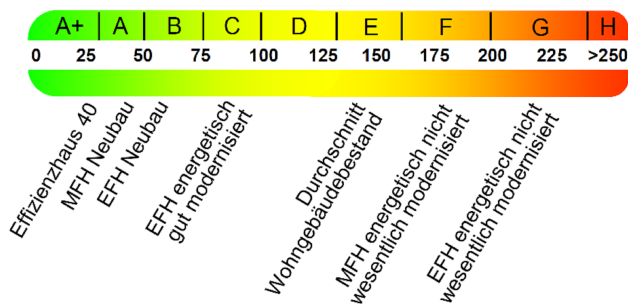 A+ A B C D E F G H
0 25 50 75 100 125 150 175 200 225 >250
Effizienzhaus 40
MFH Neubau
EFH Neubau
EFH energetisch
gut modernisiert
Durchschnitt
Wohngebäudebestand
MFH energetisch nicht
wesentlich modernisiert
EFH energetisch nicht
wesentlich modernisiert